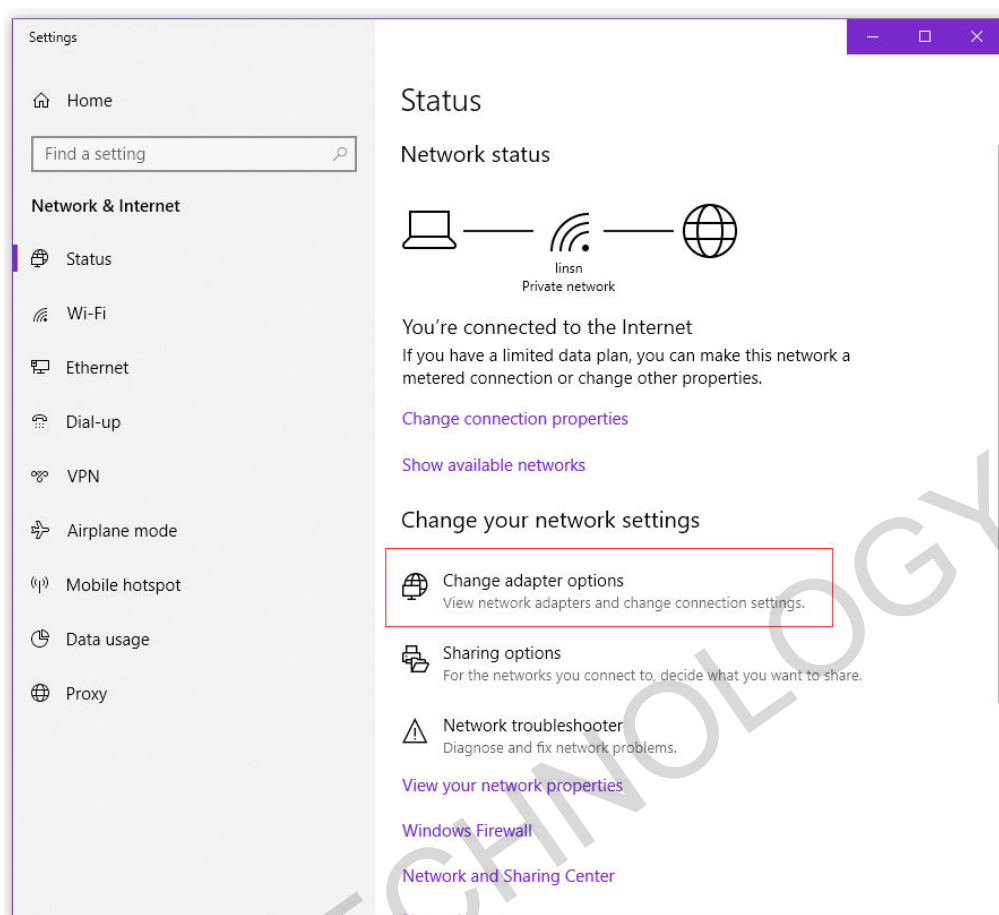 Settings
Home
Find a setting
Network & Internet
Status
Wi-Fi
Ethernet
Dial-up
VPN
Airplane mode
Mobile hotspot
Data usage
Proxy
Status
Network status
linsn
Private network
You're connected to the Internet
If you have a limited data plan, you can make this network a
metered connection or change other properties.
Change connection properties
Show available networks
Change your network settings
Change adapter options
View network adapters and change connection settings.
Sharing options
For the networks you connect to, decide what you want to share.
Network troubleshooter
Diagnose and fix network problems.
View your network properties
Windows Firewall
Network and Sharing Center
TECHNOLOGY